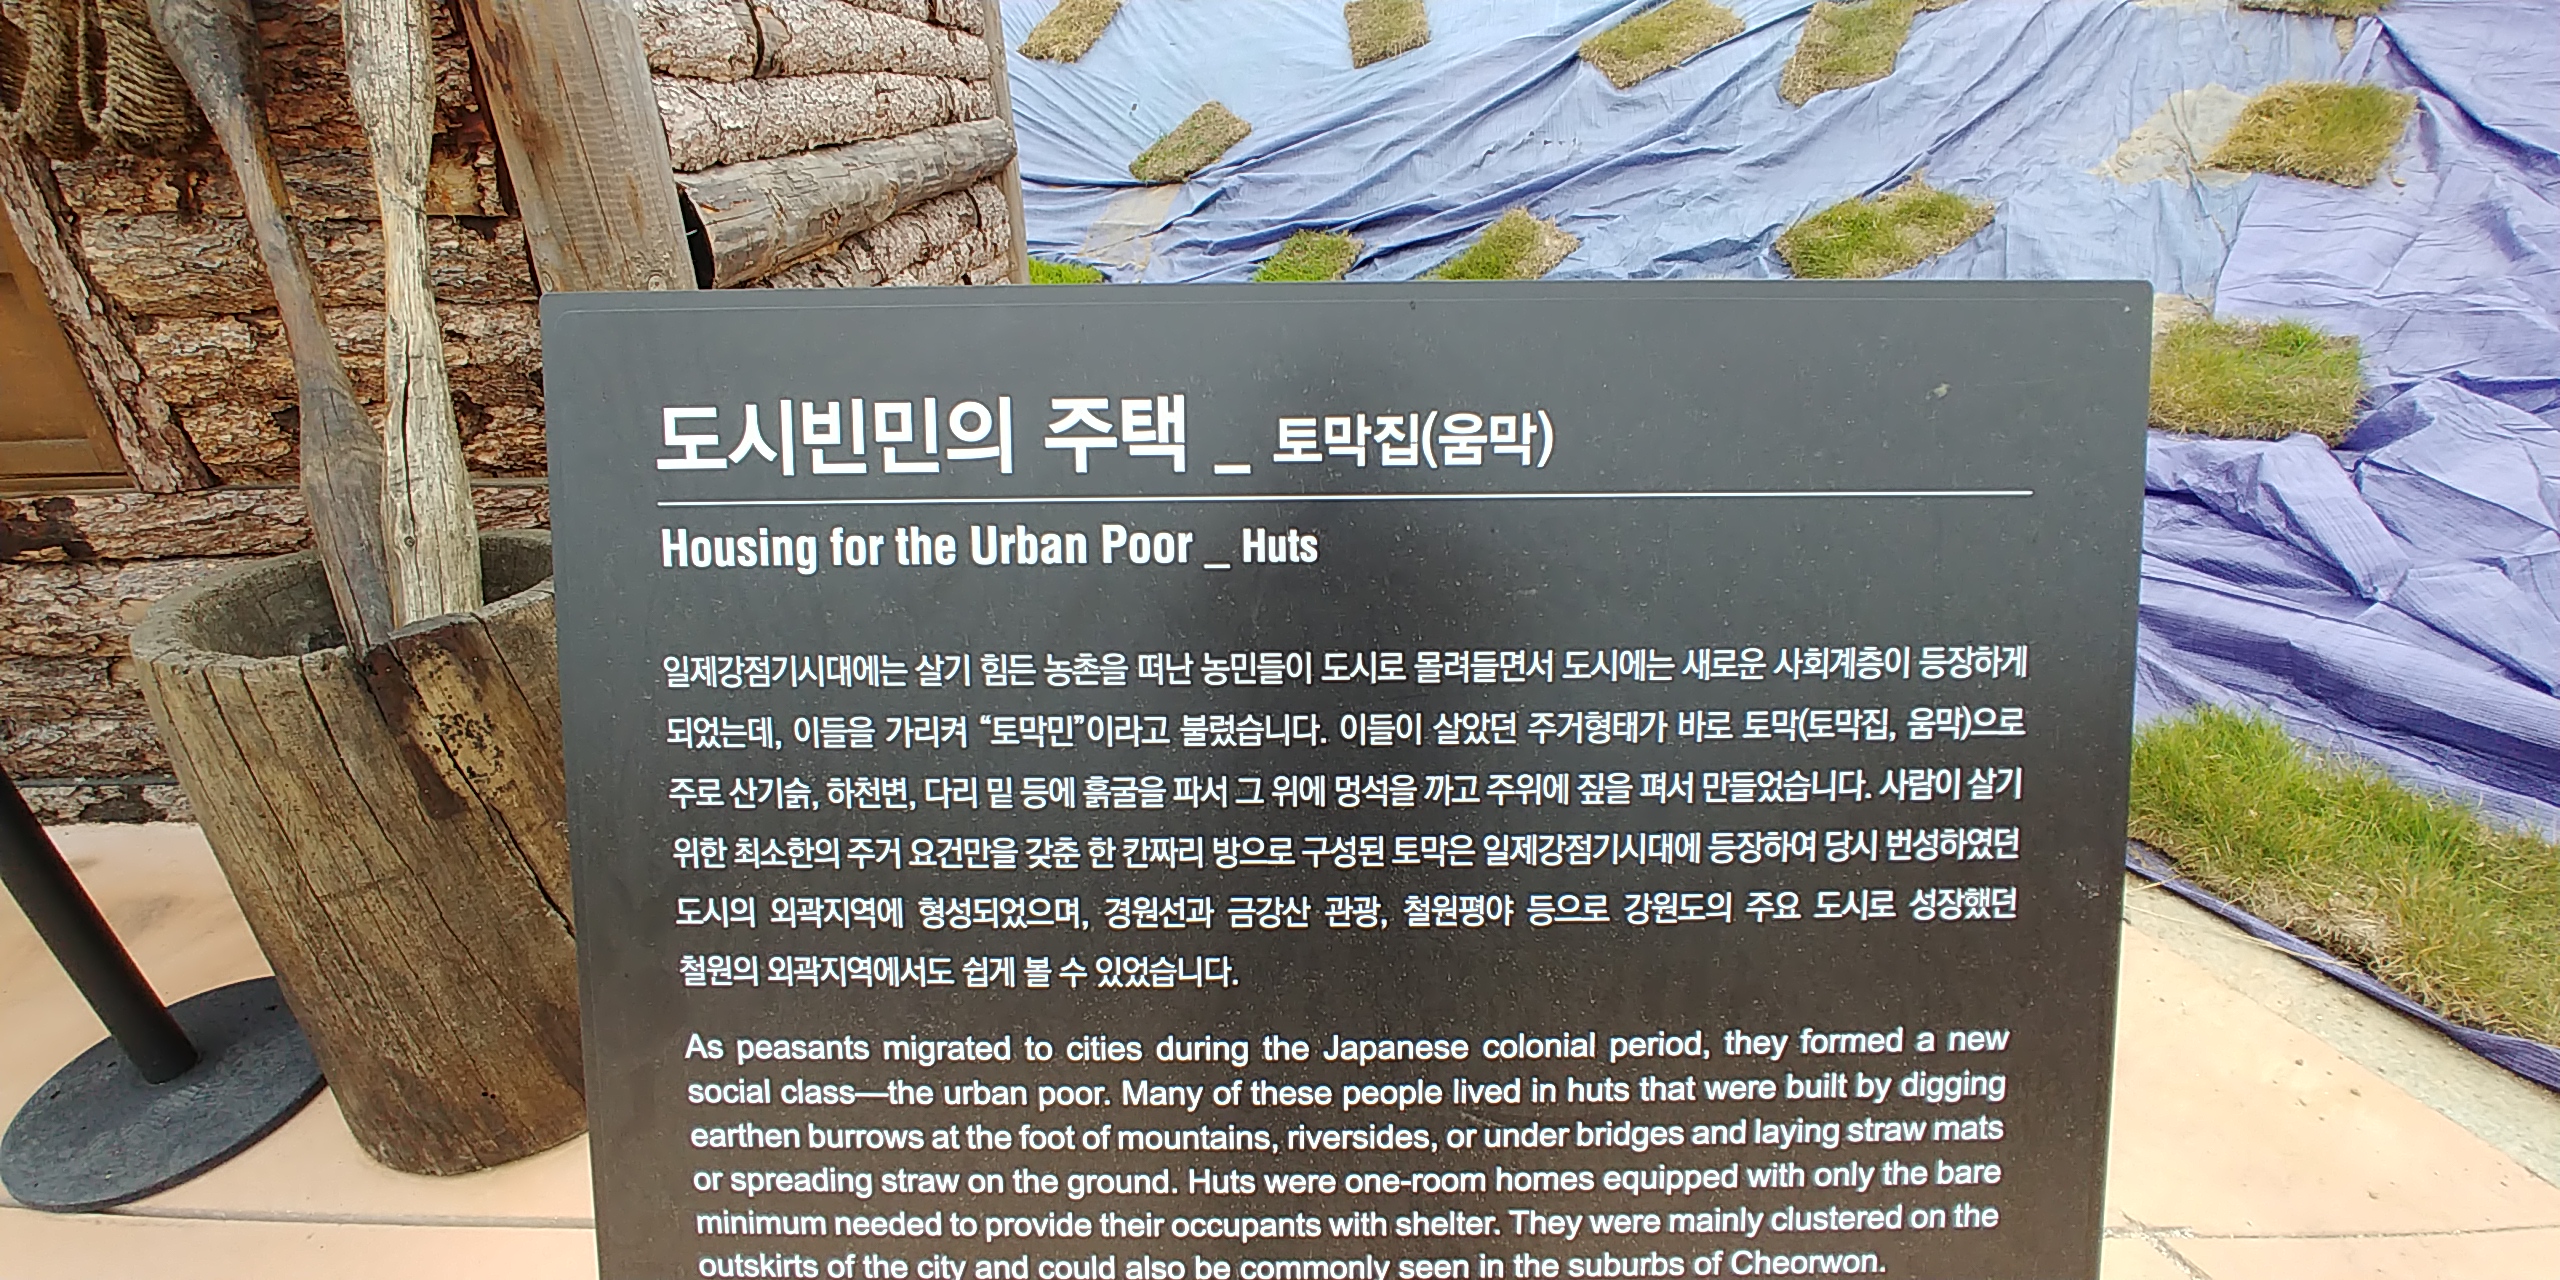 도시빈민의 주택 _ 토막집(움막)
Housing for the Urban Poor _ Huts
일제강점기시대에는 살기 힘든 농촌을 떠난 농민들이 도시로 몰려들면서 도시에는 새로운 사회계층이 등장하게
되었는데, 이들을 가리켜 “토막민”이라고 불렀습니다. 이들이 살았던 주거형태가 바로 토막(토막집, 움막)으로
주로 산기슭, 하천변, 다리 밑 등에 흙굴을 파서 그 위에 멍석을 까고 주위에 짚을 펴서 만들었습니다. 사람이 살기
위한 최소한의 주거 요건만을 갖춘 한 칸짜리 방으로 구성된 토막은 일제강점기시대에 등장하여 당시 번성하였던
도시의 외곽지역에 형성되었으며, 경원선과 금강산 관광, 철원평야 등으로 강원도의 주요 도시로 성장했던
철원의 외곽지역에서도 쉽게 볼 수 있었습니다.
As peasants migrated to cities during the Japanese colonial period, they formed a new
social class—the urban poor. Many of these people lived in huts that were built by digging
earthen burrows at the foot of mountains, riversides, or under bridges and laying straw mats
or spreading straw on the ground. Huts were one-room homes equipped with only the bare
minimum needed to provide their occupants with shelter. They were mainly clustered on the
outskirts of the city and could also be commonly seen in the suburbs of Cheorwon.